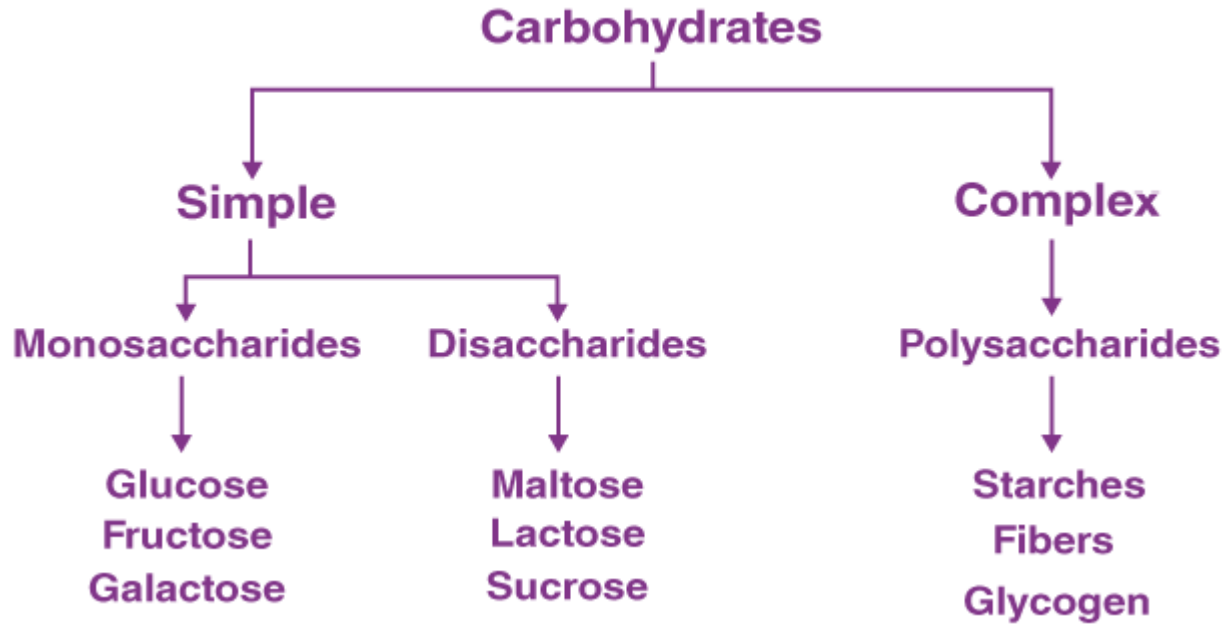 Carbohydrates
Simple
Complex
Monosaccharides
Disaccharides
Polysaccharides
Glucose
Fructose
Galactose
Maltose
Lactose
Sucrose
Starches
Fibers
Glycogen